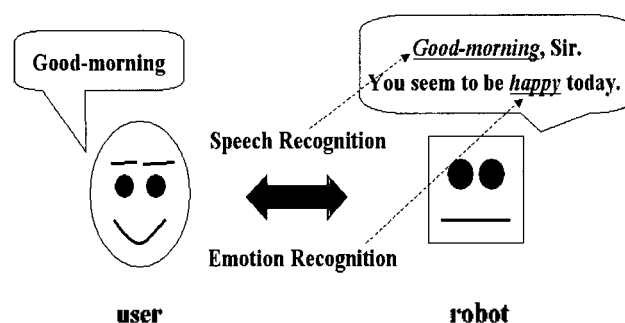 Good-morning
Good-morning, Sir.
You seem to be happy today.
Speech Recognition
Emotion Recognition
user
robot